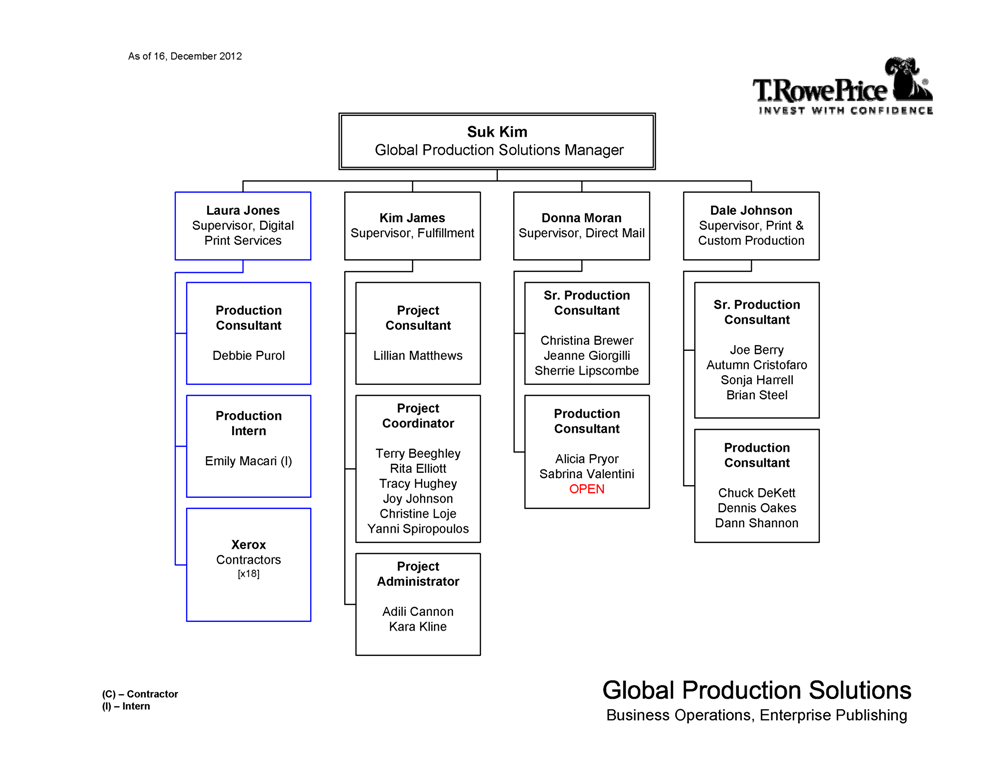 As of 16, December 2012
T.RowePrice ®
INVEST WITH CONFIDENCE
Suk Kim
Global Production Solutions Manager
Laura Jones
Supervisor, Digital
Print Services
Kim James
Supervisor, Fulfillment
Donna Moran
Supervisor, Direct Mail
Dale Johnson
Supervisor, Print &
Custom Production
Production
Consultant
Debbie Purol
Production
Intern
Emily Macari (I)
Xerox
Contractors
[x18]
Project
Consultant
Lillian Matthews
Project
Coordinator
Terry Beeghley
Rita Elliott
Tracy Hughey
Joy Johnson
Christine Loje
Yanni Spiropoulos
Project
Administrator
Adili Cannon
Kara Kline
Sr. Production
Consultant
Christina Brewer
Jeanne Giorgilli
Sherrie Lipscombe
Production
Consultant
Alicia Pryor
Sabrina Valentini
OPEN
Sr. Production
Consultant
Joe Berry
Autumn Cristofaro
Sonja Harrell
Brian Steel
Production
Consultant
Chuck DeKett
Dennis Oakes
Dann Shannon
(C) – Contractor
(I) – Intern
Global Production Solutions
Business Operations, Enterprise Publishing